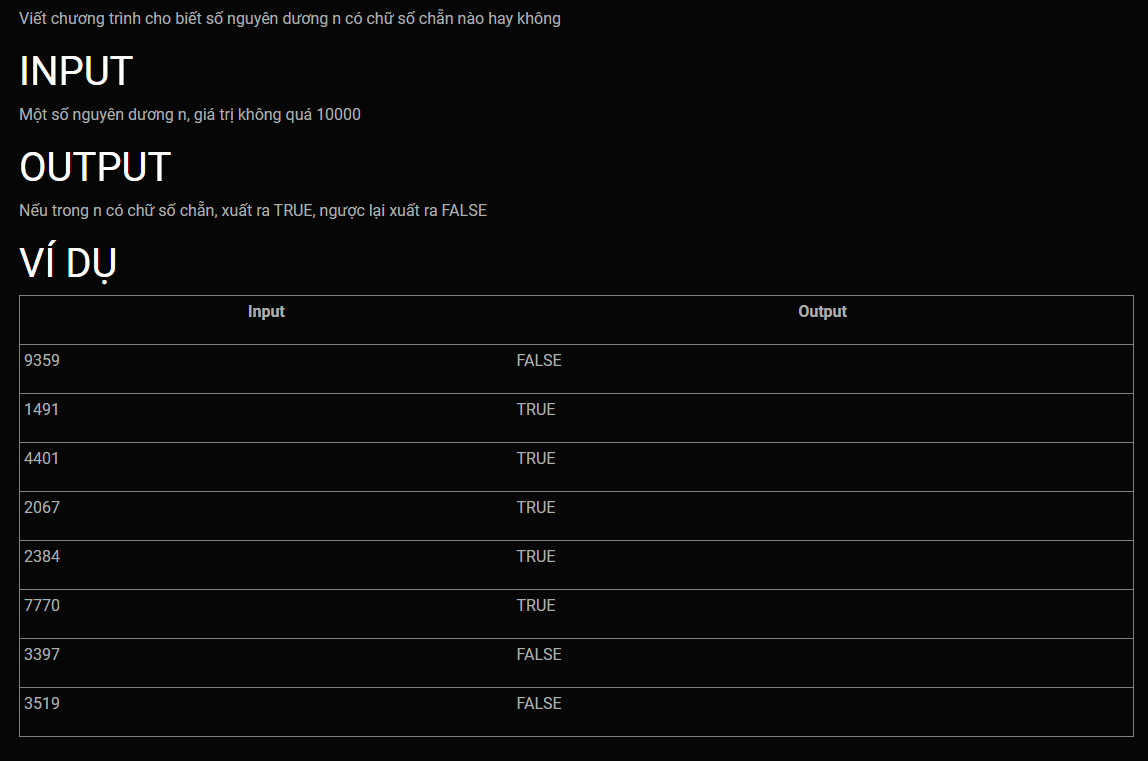 Viết chương trình cho biết số nguyên dương n có chữ số chẵn nào hay không
INPUT
Một số nguyên dương n, giá trị không quá 10000
OUTPUT
Nếu trong n có chữ số chẵn, xuất ra TRUE, ngược lại xuất ra FALSE
VÍ DỤ
Input Output
9359 FALSE
1491 TRUE
4401 TRUE
2067 TRUE
2384 TRUE
7770 TRUE
3397 FALSE
3519 FALSE